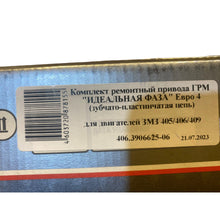 Комплект ремонтный привода ГРМ
"ИДЕАЛЬНАЯ ФАЗА" Евро 4
(зубчато-пластинчатая цепь)
для двигателей ЗМЗ 405/406/409
406.3906625-06 21.07.2023
4603720878155